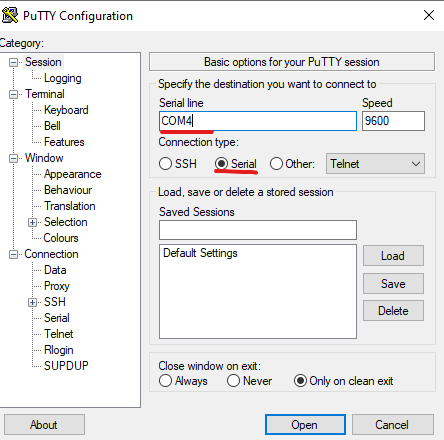 PuTTY Configuration
Category:
Session
Logging
Terminal
Keyboard
Bell
Features
Window
Appearance
Behaviour
Translation
Selection
Colours
Connection
Data
Proxy
SSH
Serial
Telnet
Rlogin
SUPDUP
Basic options for your PuTTY session
Specify the destination you want to connect to
Serial line Speed
COM4 9600
Connection type:
SSH Serial Other: Telnet
Load, save or delete a stored session
Saved Sessions
Default Settings
Load
Save
Delete
Close window on exit:
Always Never Only on clean exit
About Open Cancel